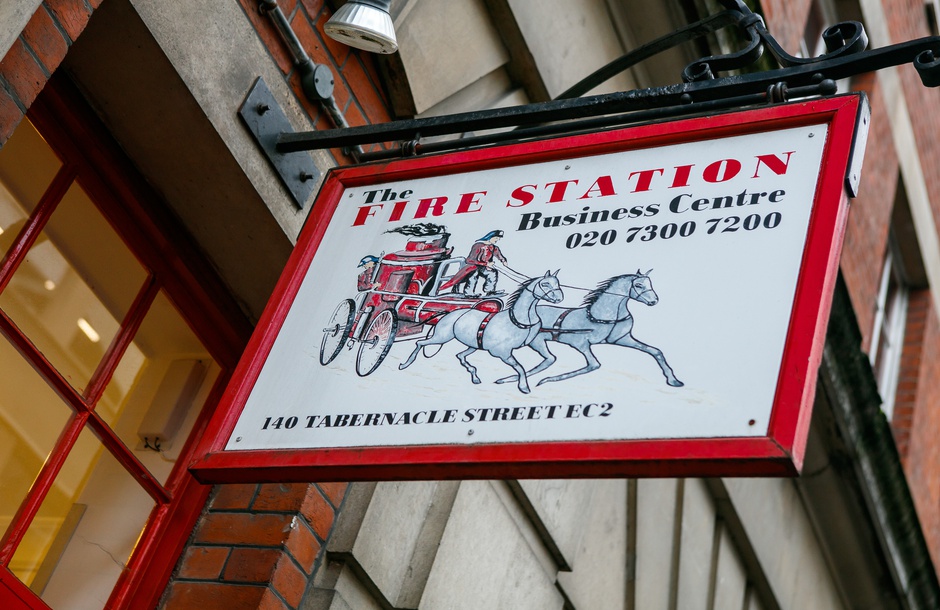 The
FIRE STATION
Business Centre
020 7300 7200
140 TABERNACLE STREET EC2